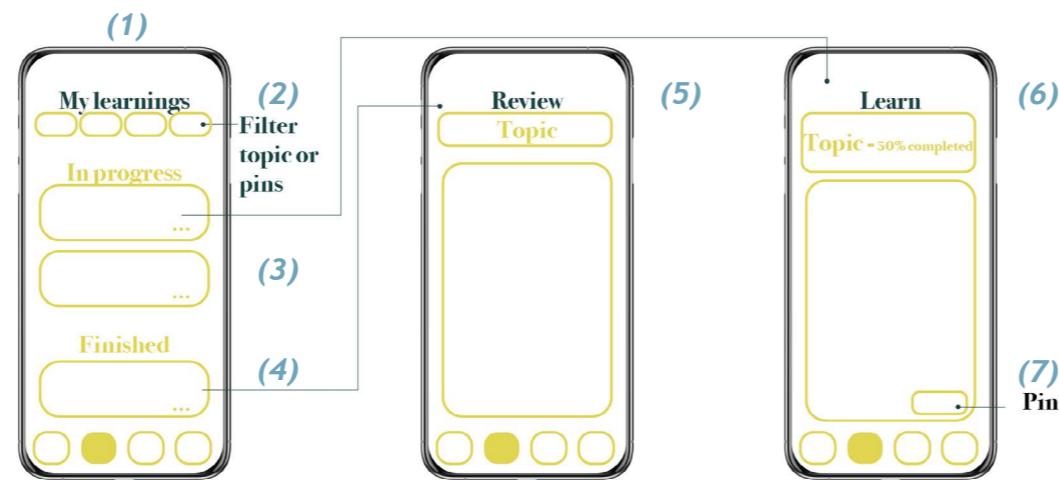 (1)
My learnings
(2)
Filter
topic or
pins
In progress
...
...
(3)
Finished
(4)
...
Review
Topic
(5)
Learn
Topic - 50% completed
(6)
(7)
Pin